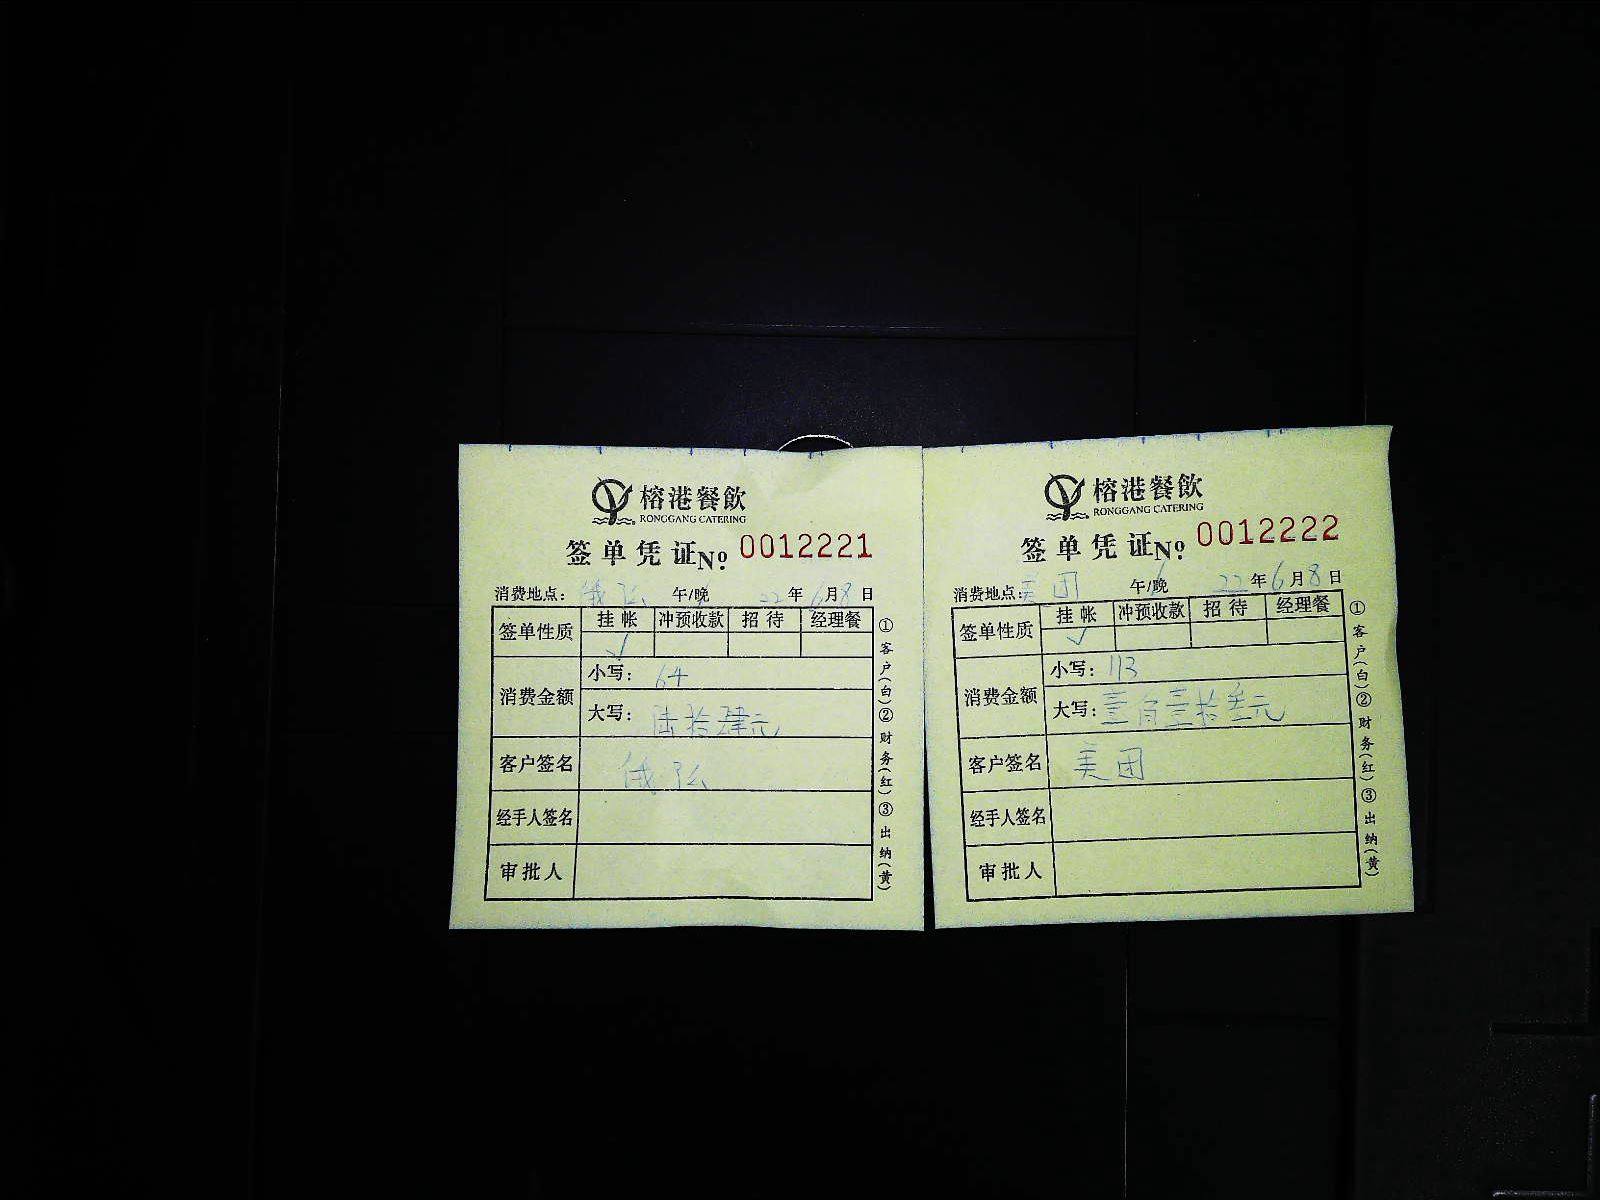 榕港餐飲
RONGGANG CATERING
签单凭证No. 0012221
消费地点: 午/晚 22年6月8日
签单性质 挂帐 冲预收款 招待 经理餐
√
消费金额
小写: 64
大写: 陆拾肆元
客户签名
经手人签名
审批人
①客户(白)②财务(红)③出纳(黄)
榕港餐飲
RONGGANG CATERING
签单凭证No. 0012222
消费地点: 美团 午/晚 22年6月8日
签单性质 挂帐 冲预收款 招待 经理餐
√
消费金额
小写: 113
大写: 壹佰壹拾叁元
客户签名 美团
经手人签名
审批人
①客户(白)②财务(红)③出纳(黄)